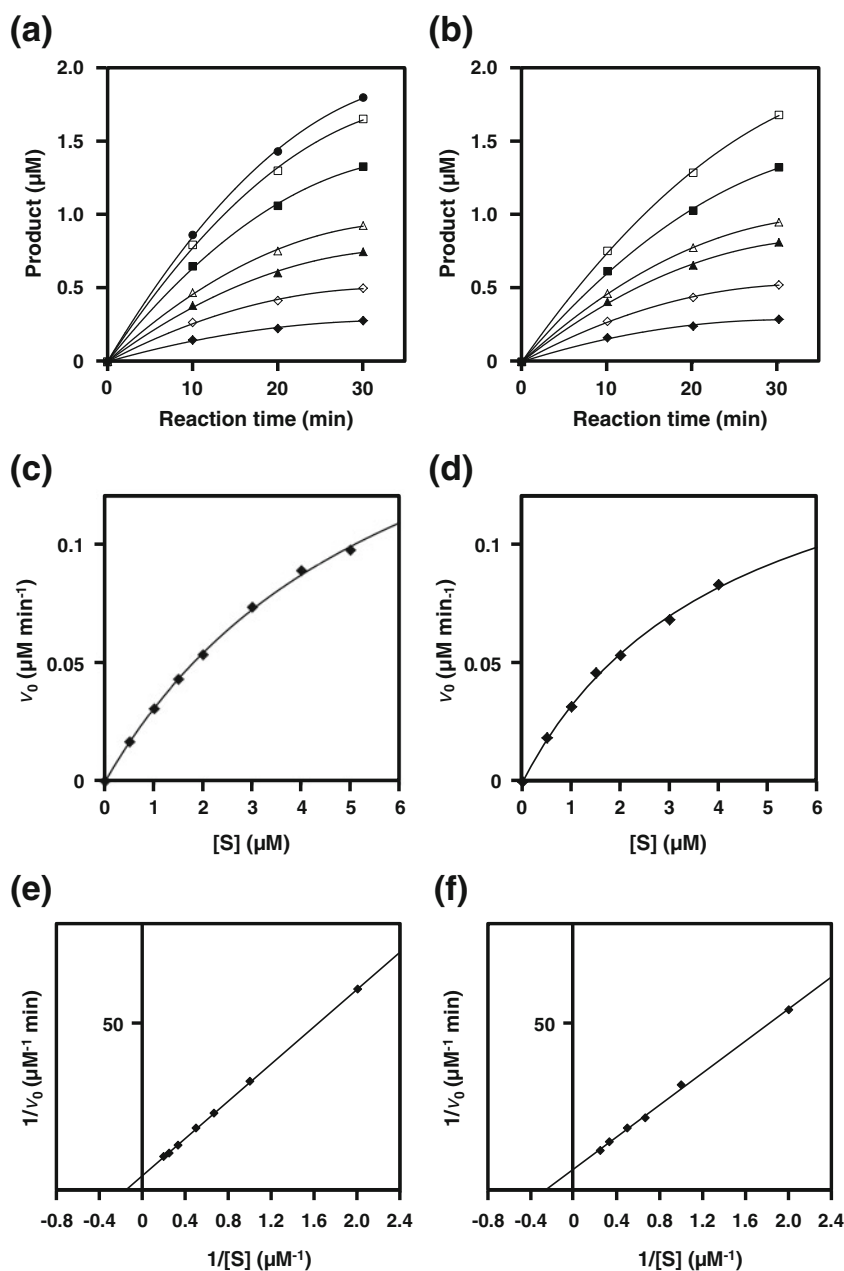 (a)
2.0
1.5
1.0
0.5
0
Product (µM)
0 10 20 30
Reaction time (min)
(b)
2.0
1.5
1.0
0.5
0
Product (µM)
0 10 20 30
Reaction time (min)
(c)
0.1
0.05
0
v0 (µM min-1)
0 1 2 3 4 5 6
[S] (µM)
(d)
0.1
0.05
0
v0 (µM min-1)
0 1 2 3 4 5 6
[S] (µM)
(e)
50
1/v0 (µM-1 min)
-0.8 -0.4 0 0.4 0.8 1.2 1.6 2.0 2.4
1/[S] (µM-1)
(f)
50
1/v0 (µM-1 min)
-0.8 -0.4 0 0.4 0.8 1.2 1.6 2.0 2.4
1/[S] (µM-1)